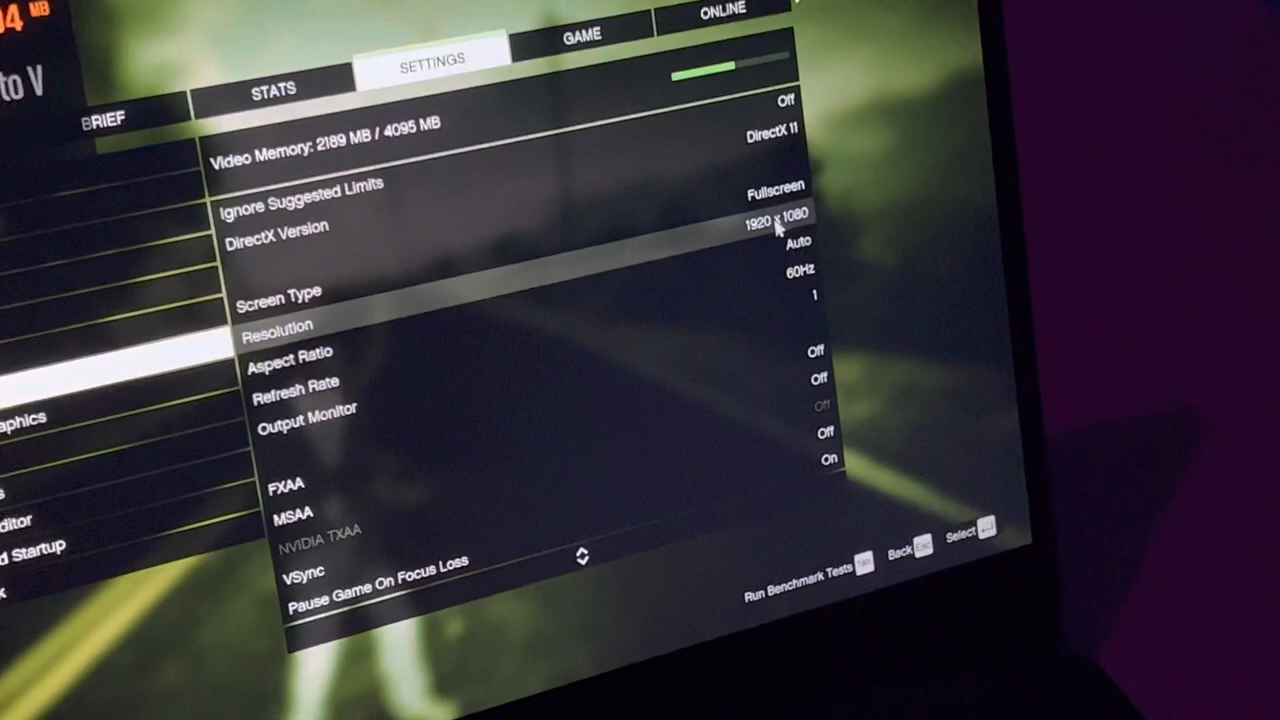 04 MB
to V
BRIEF
STATS
SETTINGS
GAME
ONLINE
Video Memory: 2189 MB / 4095 MB
Ignore Suggested Limits Off
DirectX Version DirectX 11
Screen Type Fullscreen
Resolution 1920 x 1080
Aspect Ratio Auto
Refresh Rate 60Hz
Output Monitor 1
FXAA Off
MSAA Off
NVIDIA TXAA Off
VSync Off
Pause Game On Focus Loss On
aphics
s
ditor
d Startup
k
Run Benchmark Tests Tab
Back Esc
Select